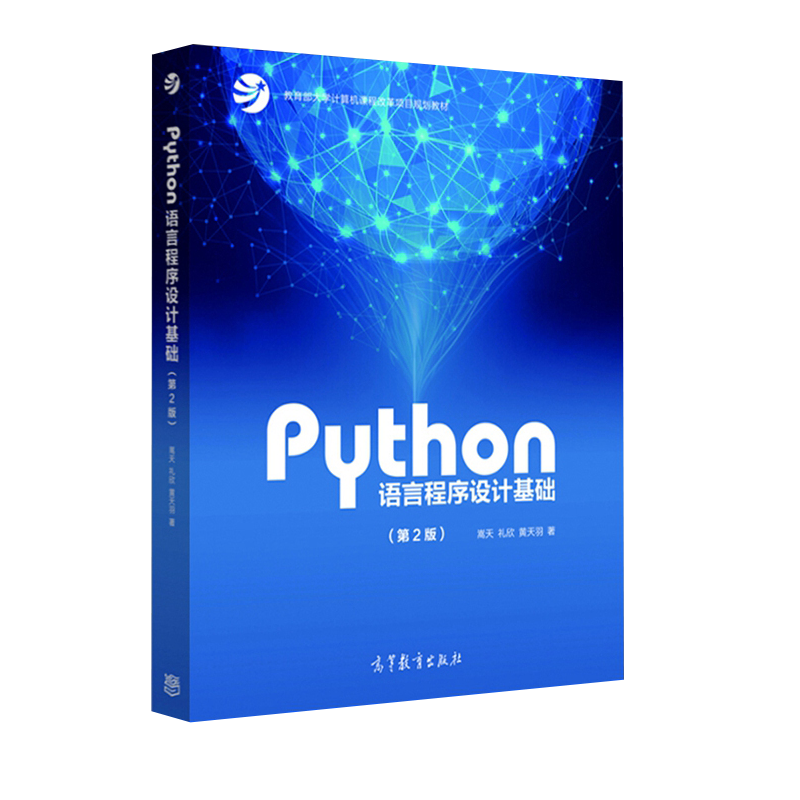 教育部大学计算机课程改革项目规划教材
Python
语言程序设计基础
（第2版）
嵩天 礼欣 黄天羽 著
高等教育出版社
Python 语言程序设计基础（第2版）
嵩天 礼欣 黄天羽 著